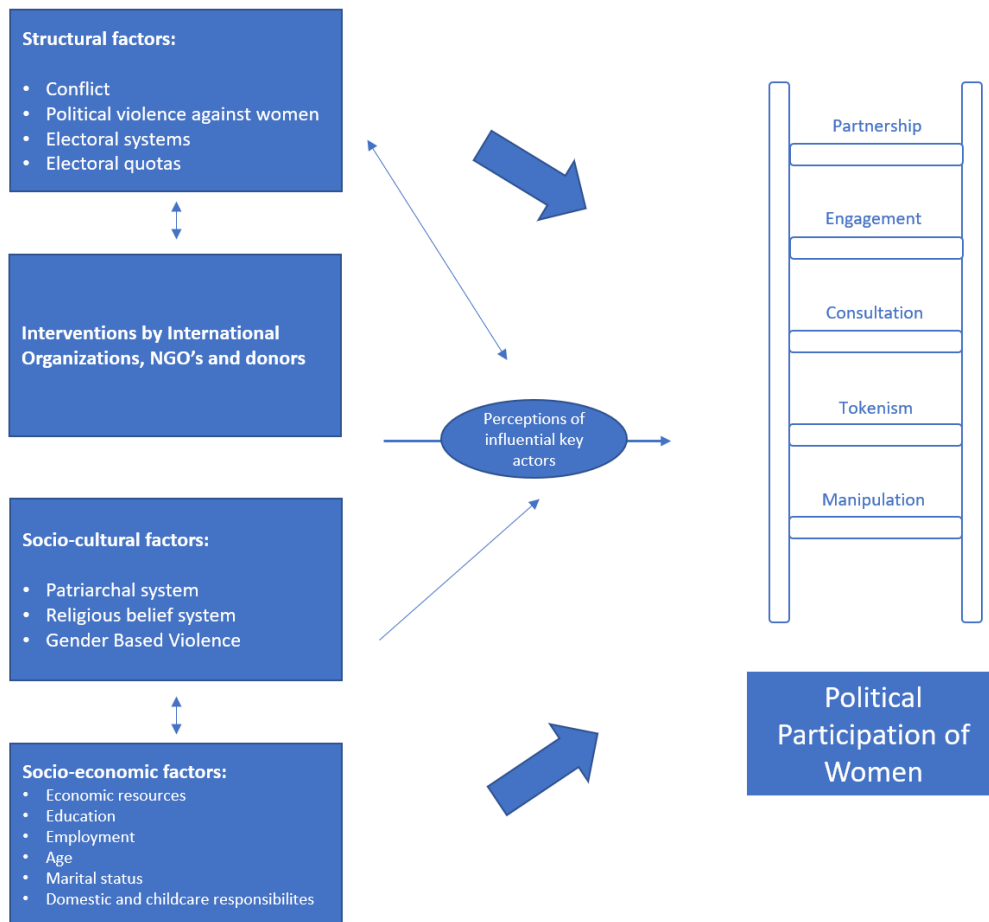 Structural factors:
• Conflict
• Political violence against women
• Electoral systems
• Electoral quotas
Interventions by International
Organizations, NGO's and donors
Socio-cultural factors:
• Patriarchal system
• Religious belief system
• Gender Based Violence
Socio-economic factors:
• Economic resources
• Education
• Employment
• Age
• Marital status
• Domestic and childcare responsibilites
Perceptions of
influential key
actors
Partnership
Engagement
Consultation
Tokenism
Manipulation
Political
Participation of
Women